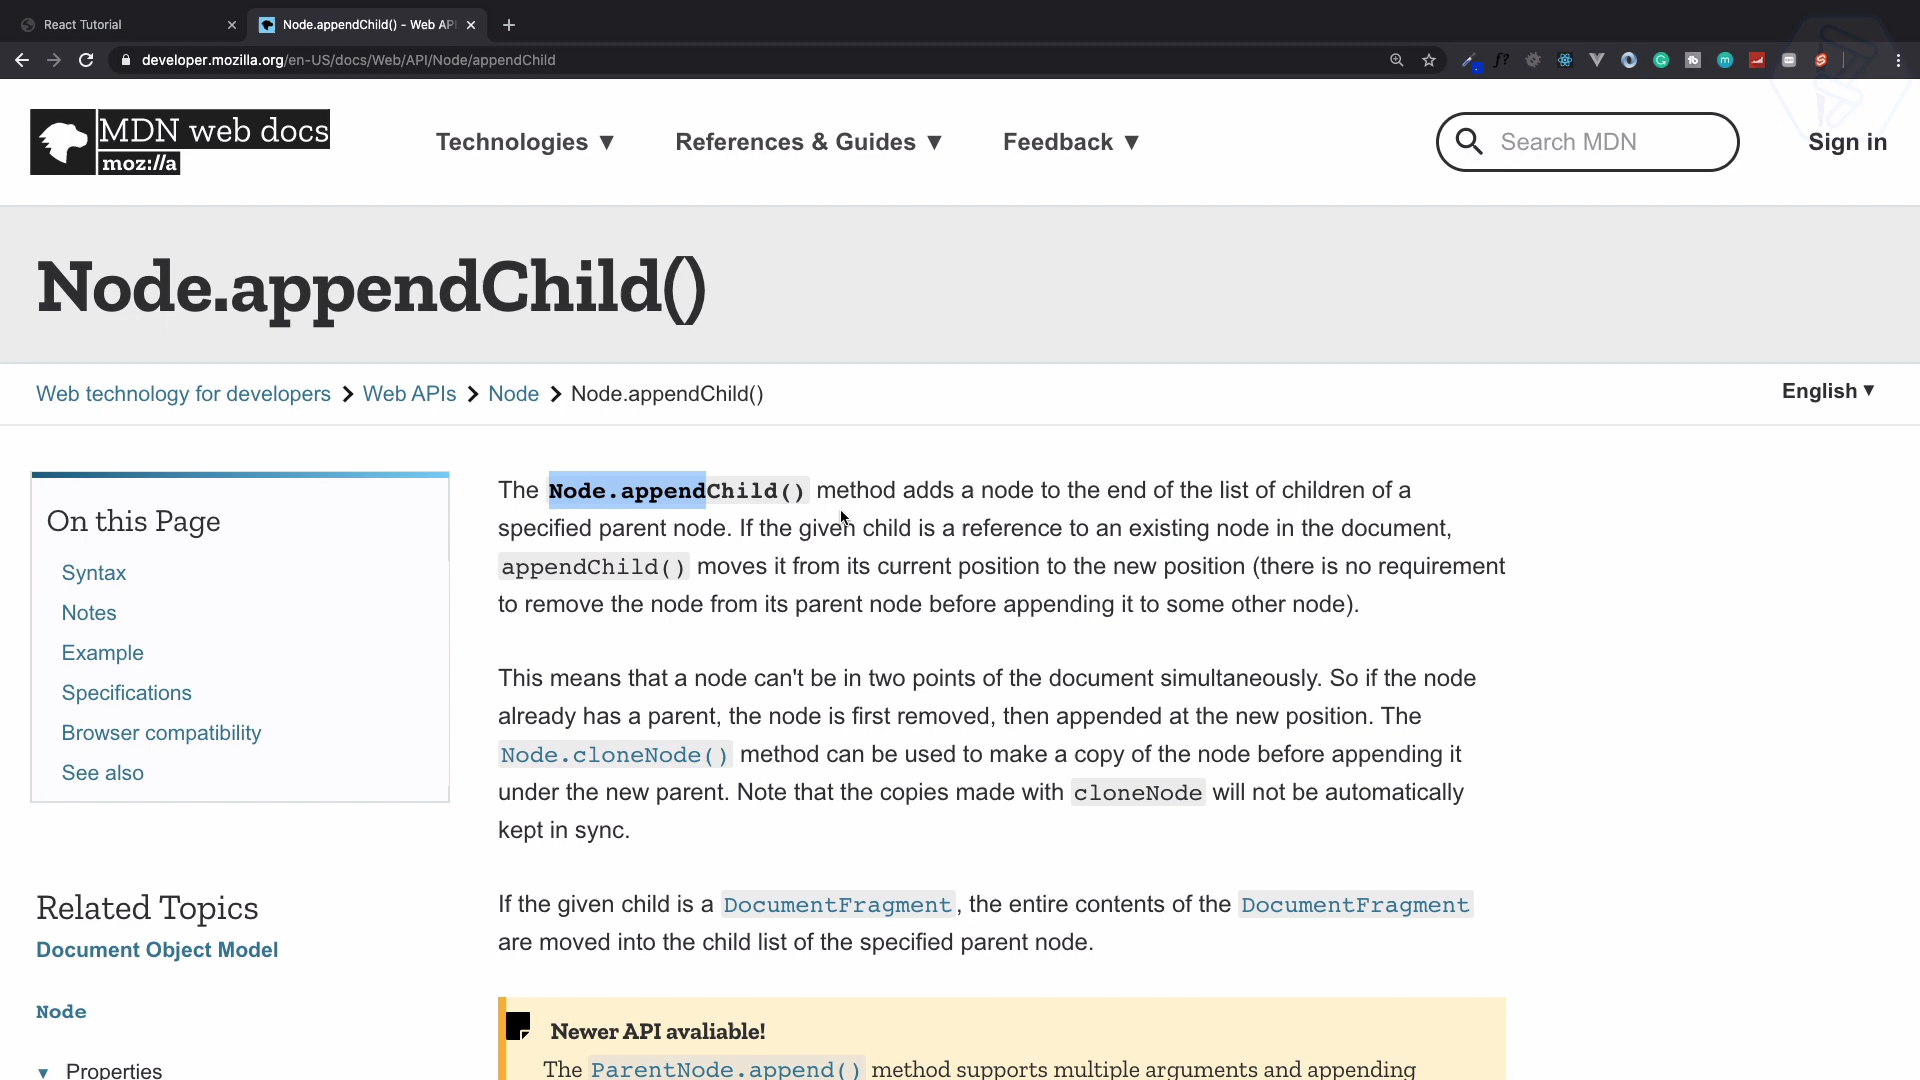 React Tutorial
Node.appendChild() - Web AP
developer.mozilla.org/en-US/docs/Web/API/Node/appendChild
MDN web docs
moz://a
Technologies ▼
References & Guides ▼
Feedback ▼
Search MDN
Sign in
Node.appendChild()
Web technology for developers > Web APIs > Node > Node.appendChild()
English ▼
On this Page
Syntax
Notes
Example
Specifications
Browser compatibility
See also
Related Topics
Document Object Model
Node
▼ Properties
The Node.appendChild() method adds a node to the end of the list of children of a
specified parent node. If the given child is a reference to an existing node in the document,
appendChild() moves it from its current position to the new position (there is no requirement
to remove the node from its parent node before appending it to some other node).
This means that a node can't be in two points of the document simultaneously. So if the node
already has a parent, the node is first removed, then appended at the new position. The
Node.cloneNode() method can be used to make a copy of the node before appending it
under the new parent. Note that the copies made with cloneNode will not be automatically
kept in sync.
If the given child is a DocumentFragment, the entire contents of the DocumentFragment
are moved into the child list of the specified parent node.
Newer API avaliable!
The ParentNode.append() method supports multiple arguments and appending